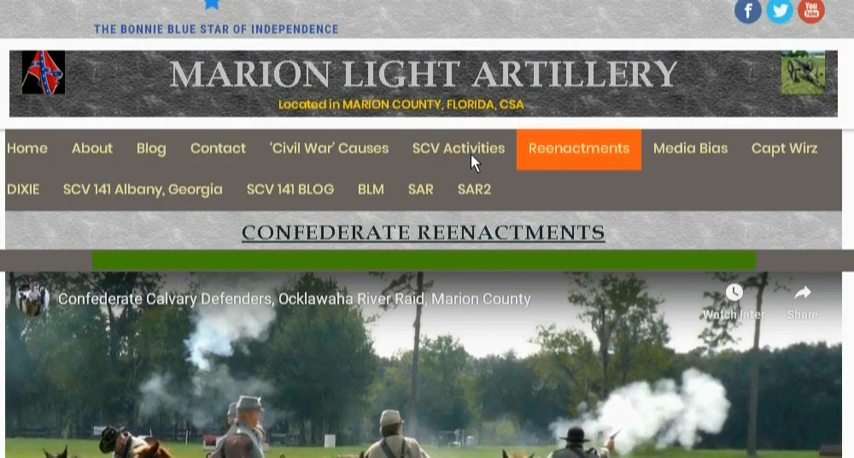 THE BONNIE BLUE STAR OF INDEPENDENCE
f
You
Tube
MARION LIGHT ARTILLERY
Located in MARION COUNTY, FLORIDA, CSA
Home About Blog Contact 'Civil War' Causes SCV Activities Reenactments Media Bias Capt Wirz
DIXIE SCV 141 Albany, Georgia SCV 141 BLOG BLM SAR SAR2
CONFEDERATE REENACTMENTS
Confederate Calvary Defenders, Ocklawaha River Raid, Marion County
Watch later Share